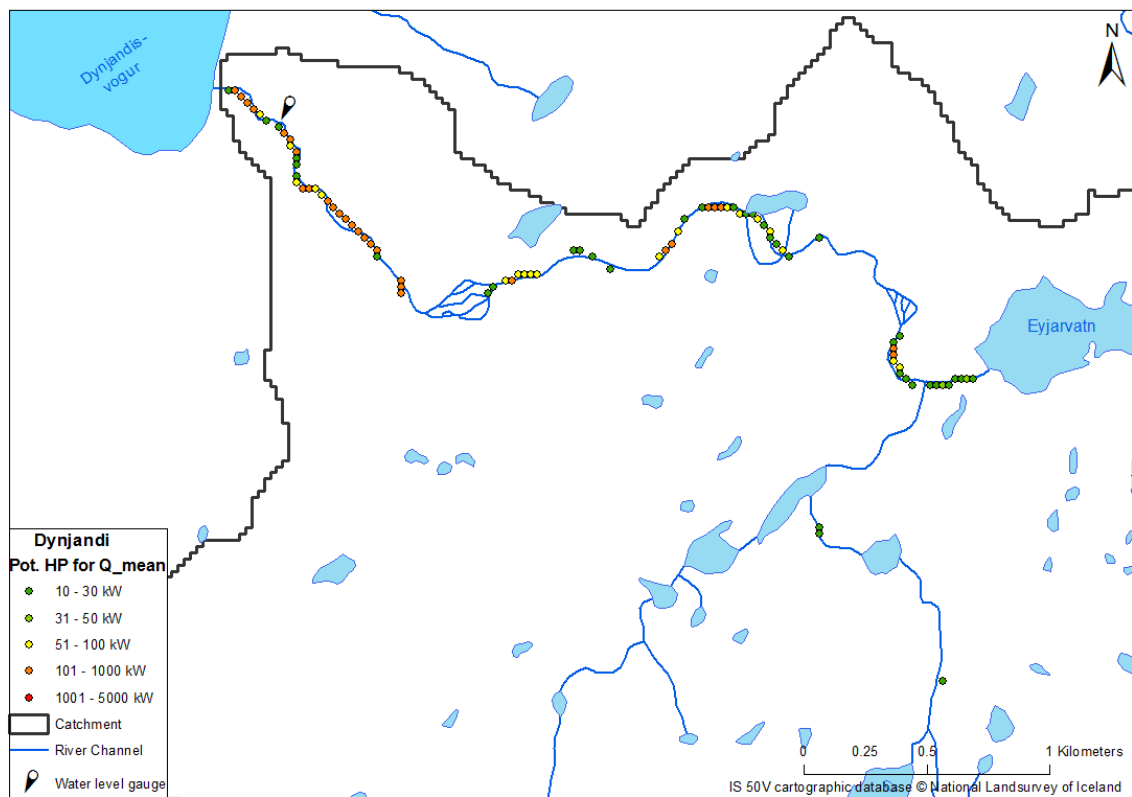 Dynjandis-
vogur
N
Eyjarvatn
Dynjandi
Pot. HP for Q_mean
10 - 30 kW
31 - 50 kW
51 - 100 kW
101 - 1000 kW
1001 - 5000 kW
Catchment
River Channel
Water level gauge
0 0.25 0.5 1 Kilometers
IS 50V cartographic database © National Landsurvey of Iceland